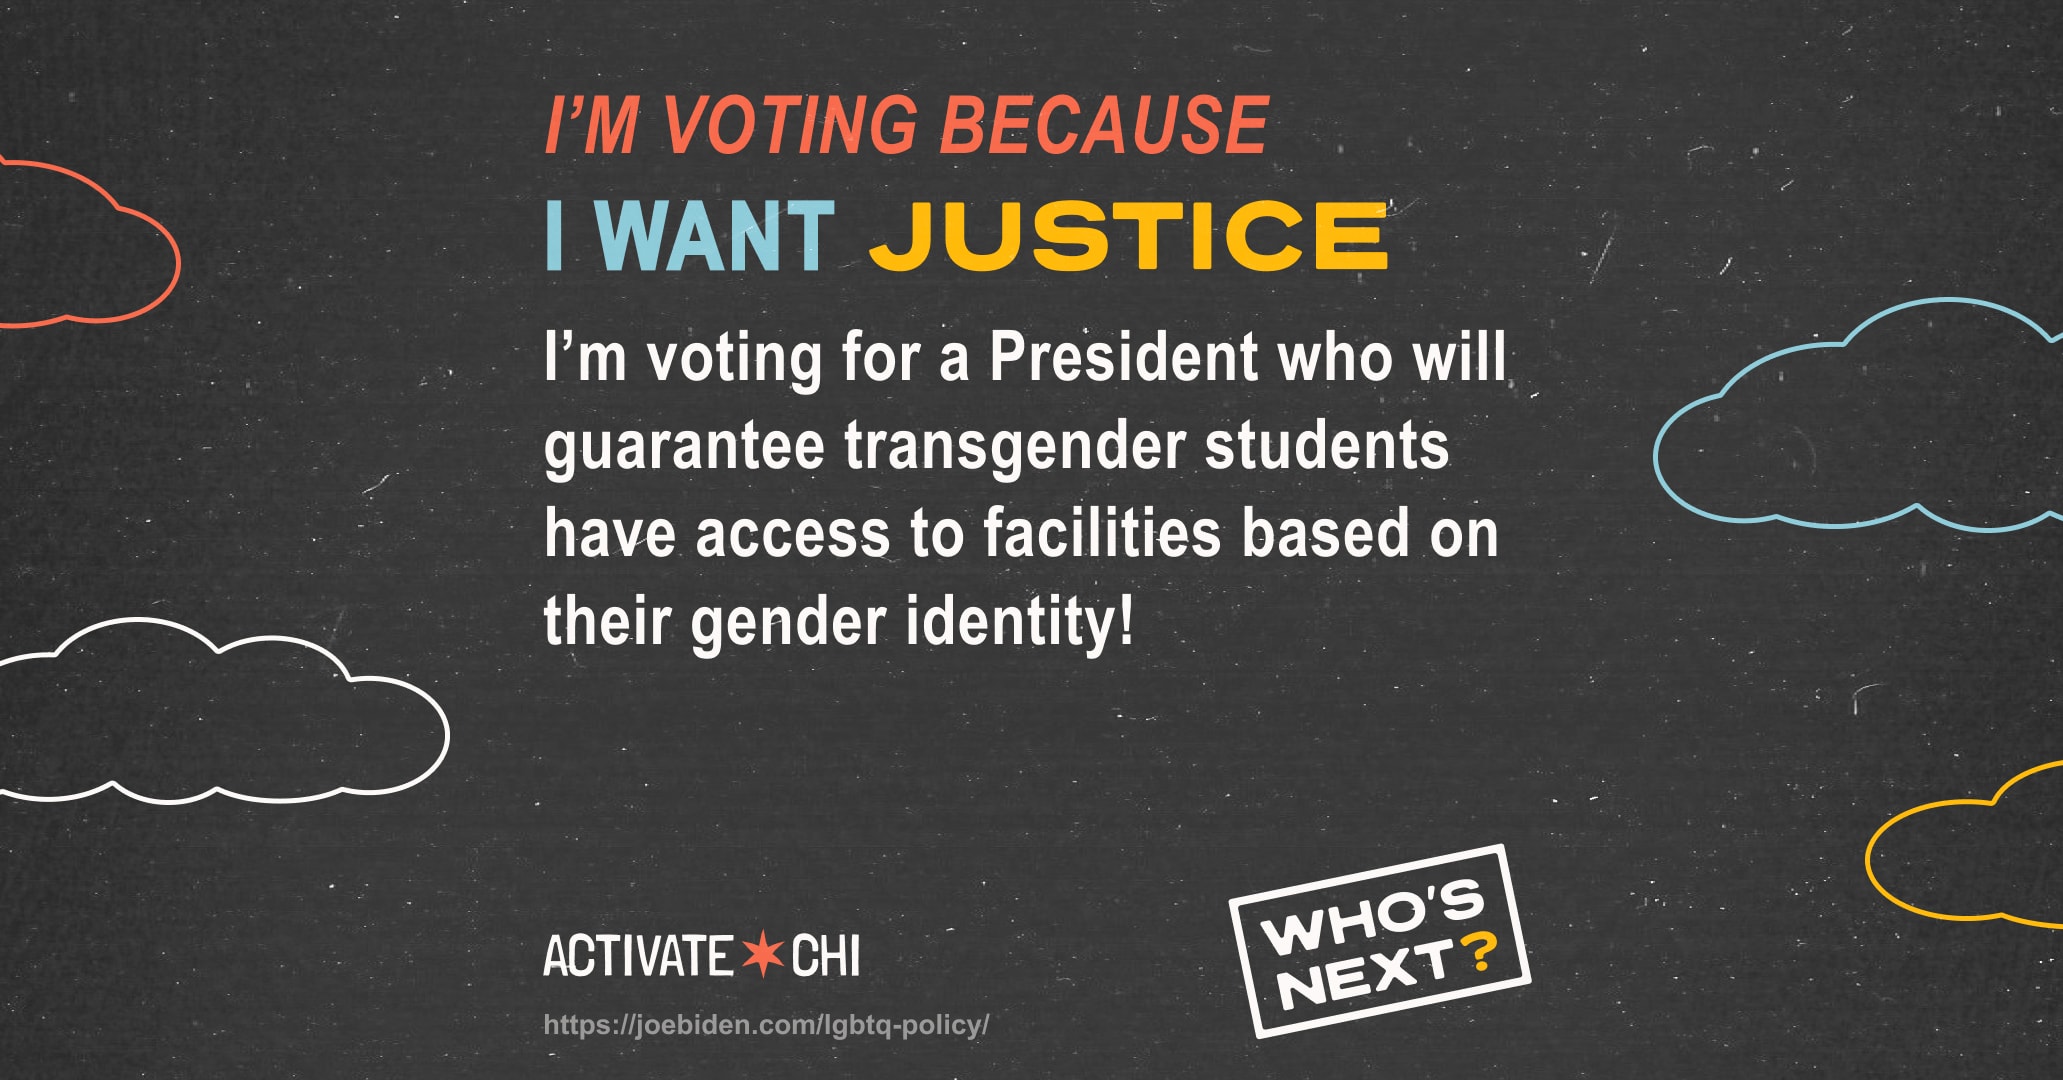 I’M VOTING BECAUSE
I WANT JUSTICE
I’m voting for a President who will
guarantee transgender students
have access to facilities based on
their gender identity!
ACTIVATE CHI
https://joebiden.com/lgbtq-policy/
WHO’S
NEXT?